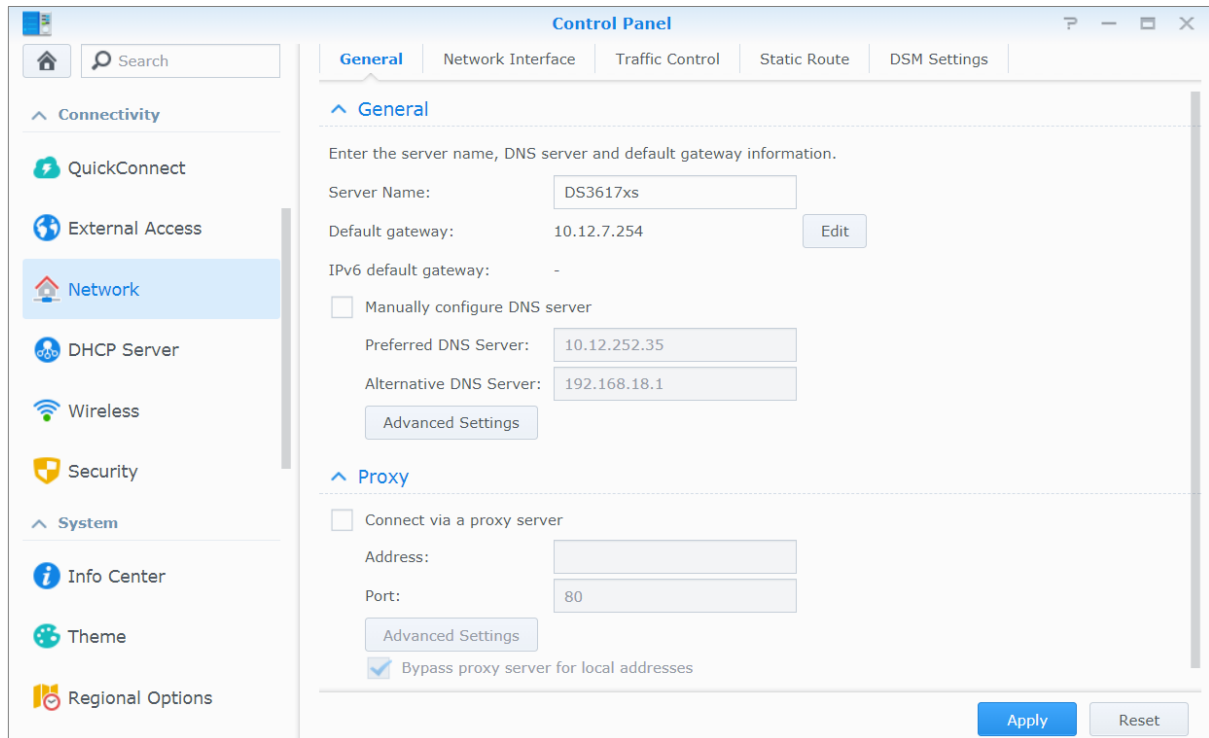 Control Panel
Search
General
Network Interface
Traffic Control
Static Route
DSM Settings
Connectivity
QuickConnect
External Access
Network
DHCP Server
Wireless
Security
System
Info Center
Theme
Regional Options
General
Enter the server name, DNS server and default gateway information.
Server Name: DS3617xs
Default gateway: 10.12.7.254 Edit
IPv6 default gateway: -
Manually configure DNS server
Preferred DNS Server: 10.12.252.35
Alternative DNS Server: 192.168.18.1
Advanced Settings
Proxy
Connect via a proxy server
Address:
Port: 80
Advanced Settings
Bypass proxy server for local addresses
Apply Reset